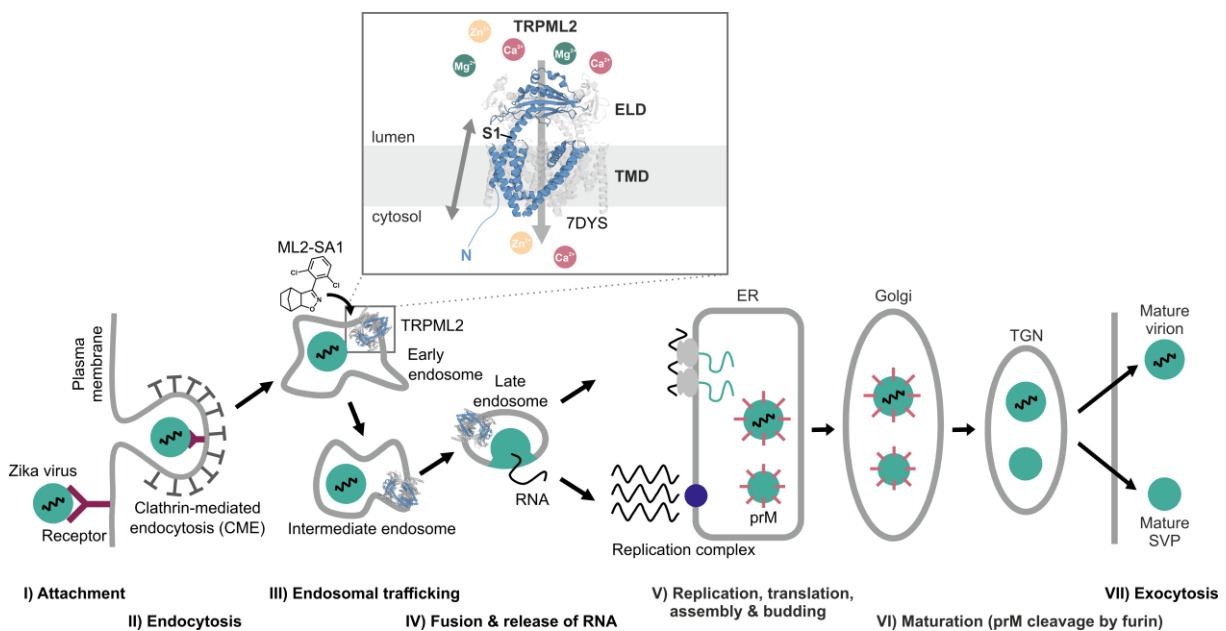 TRPML2
Zn2+
Ca2+
Mg2+
Mg2+
Ca2+
ELD
S1
lumen
TMD
cytosol
7DYS
N
Zn2+
Ca2+
ML2-SA1
Cl
Cl
N
O
TRPML2
Early
endosome
Plasma
membrane
Late
endosome
ER
Golgi
TGN
Mature
virion
Zika virus
Receptor
Clathrin-mediated
endocytosis (CME)
Intermediate endosome
RNA
Replication complex
prM
Mature
SVP
I) Attachment
II) Endocytosis
III) Endosomal trafficking
IV) Fusion & release of RNA
V) Replication, translation,
assembly & budding
VI) Maturation (prM cleavage by furin)
VII) Exocytosis